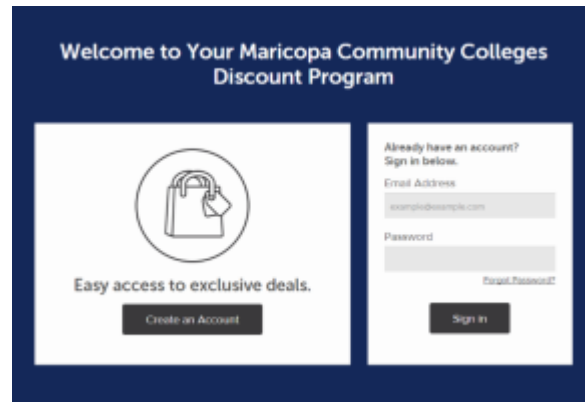 Welcome to Your Maricopa Community Colleges
Discount Program
Easy access to exclusive deals.
Create an Account
Already have an account?
Sign in below.
Email Address
example@example.com
Password
Forgot Password?
Sign In